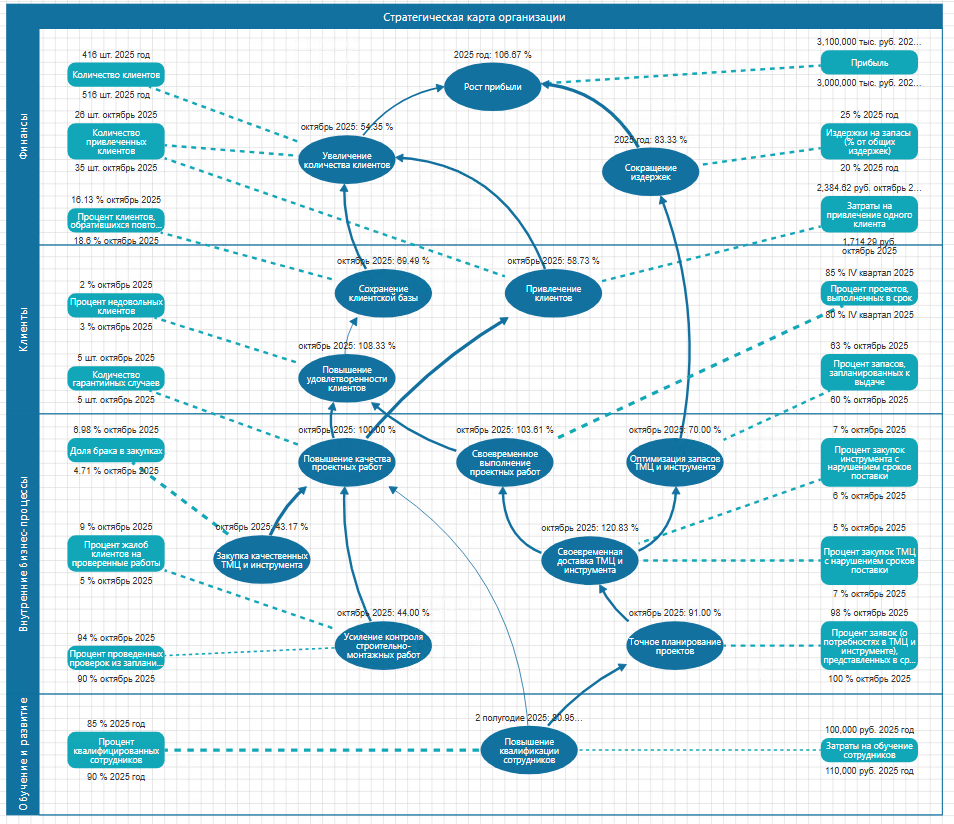 Стратегическая карта организации
Финансы
416 шт. 2025 год
Количество клиентов
516 шт. 2025 год
26 шт. октябрь 2025
Количество
привлеченных
клиентов
35 шт. октябрь 2025
16.13 % октябрь 2025
Процент клиентов,
обратившихся повто...
18.6 % октябрь 2025
2025 год: 106.67 %
Рост прибыли
октябрь 2025: 54.35 %
Увеличение
количества клиентов
2025 год: 83.33 %
Сокращение
издержек
3,100,000 тыс. руб. 202...
Прибыль
3,000,000 тыс. руб. 202...
25 % 2025 год
Издержки на запасы
(% от общих
издержек)
20 % 2025 год
2,384.62 руб. октябрь 2...
Затраты на
привлечение одного
клиента
1,714.29 руб.
октябрь 2025
Клиенты
2 % октябрь 2025
Процент недовольных
клиентов
3 % октябрь 2025
5 шт. октябрь 2025
Количество
гарантийных случаев
5 шт. октябрь 2025
октябрь 2025: 69.49 %
Сохранение
клиентской базы
октябрь 2025: 58.73 %
Привлечение
клиентов
октябрь 2025: 108.33 %
Повышение
удовлетворенности
клиентов
85 % IV квартал 2025
Процент проектов,
выполненных в срок
80 % IV квартал 2025
63 % октябрь 2025
Процент запасов,
запланированных к
выдаче
60 % октябрь 2025
Внутренние бизнес-процессы
6.98 % октябрь 2025
Доля брака в закупках
4.71 % октябрь 2025
9 % октябрь 2025
Процент жалоб
клиентов на
проверенные работы
5 % октябрь 2025
94 % октябрь 2025
Процент проведенных
проверок из заплани...
90 % октябрь 2025
октябрь 2025: 100.00 %
Повышение качества
проектных работ
октябрь 2025: 103.61 %
Своевременное
выполнение
проектных работ
октябрь 2025: 70.00 %
Оптимизация запасов
ТМЦ и инструмента
октябрь 2025: 43.17 %
Закупка качественных
ТМЦ и инструмента
октябрь 2025: 120.83 %
Своевременная
доставка ТМЦ и
инструмента
октябрь 2025: 44.00 %
Усиление контроля
строительно-
монтажных работ
октябрь 2025: 91.00 %
Точное планирование
проектов
7 % октябрь 2025
Процент закупок
инструмента с
нарушением сроков
поставки
6 % октябрь 2025
5 % октябрь 2025
Процент закупок ТМЦ
с нарушением сроков
поставки
7 % октябрь 2025
98 % октябрь 2025
Процент заявок (о
потребностях в ТМЦ и
инструменте),
представленных в ср...
100 % октябрь 2025
Обучение и развитие
85 % 2025 год
Процент
квалифицированных
сотрудников
90 % 2025 год
2 полугодие 2025: 80.95...
Повышение
квалификации
сотрудников
100,000 руб. 2025 год
Затраты на обучение
сотрудников
110,000 руб. 2025 год